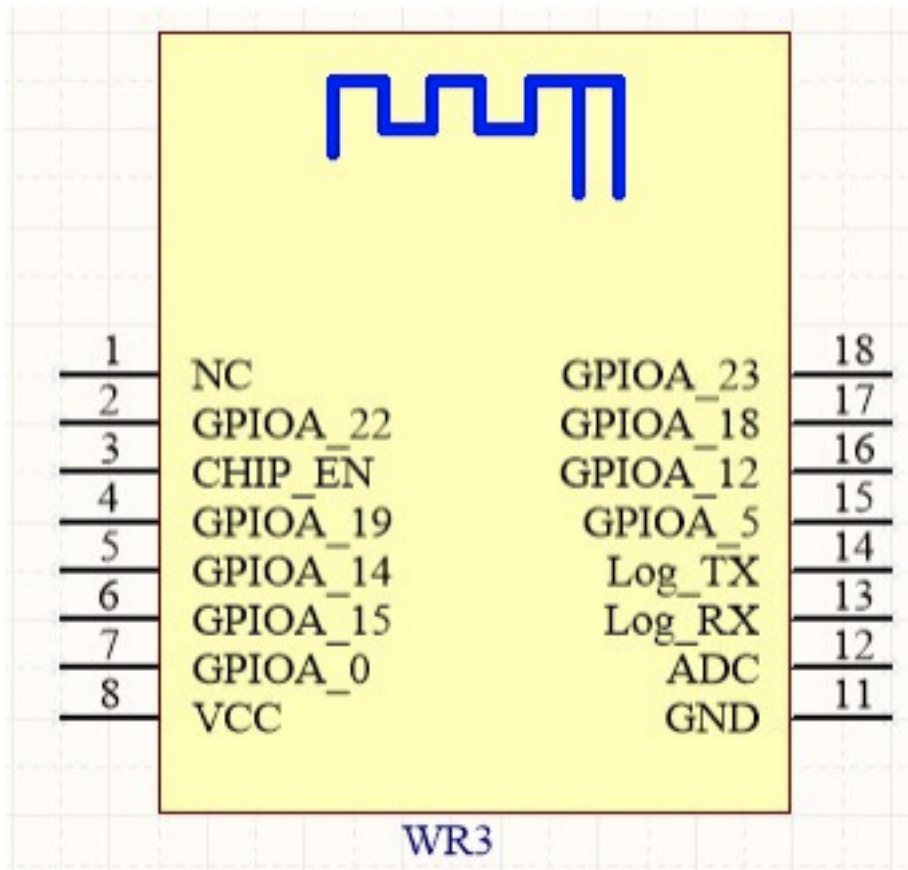 1 NC GPIOA_23 18
2 GPIOA_22 GPIOA_18 17
3 CHIP_EN GPIOA_12 16
4 GPIOA_19 GPIOA_5 15
5 GPIOA_14 Log_TX 14
6 GPIOA_15 Log_RX 13
7 GPIOA_0 ADC 12
8 VCC GND 11
WR3